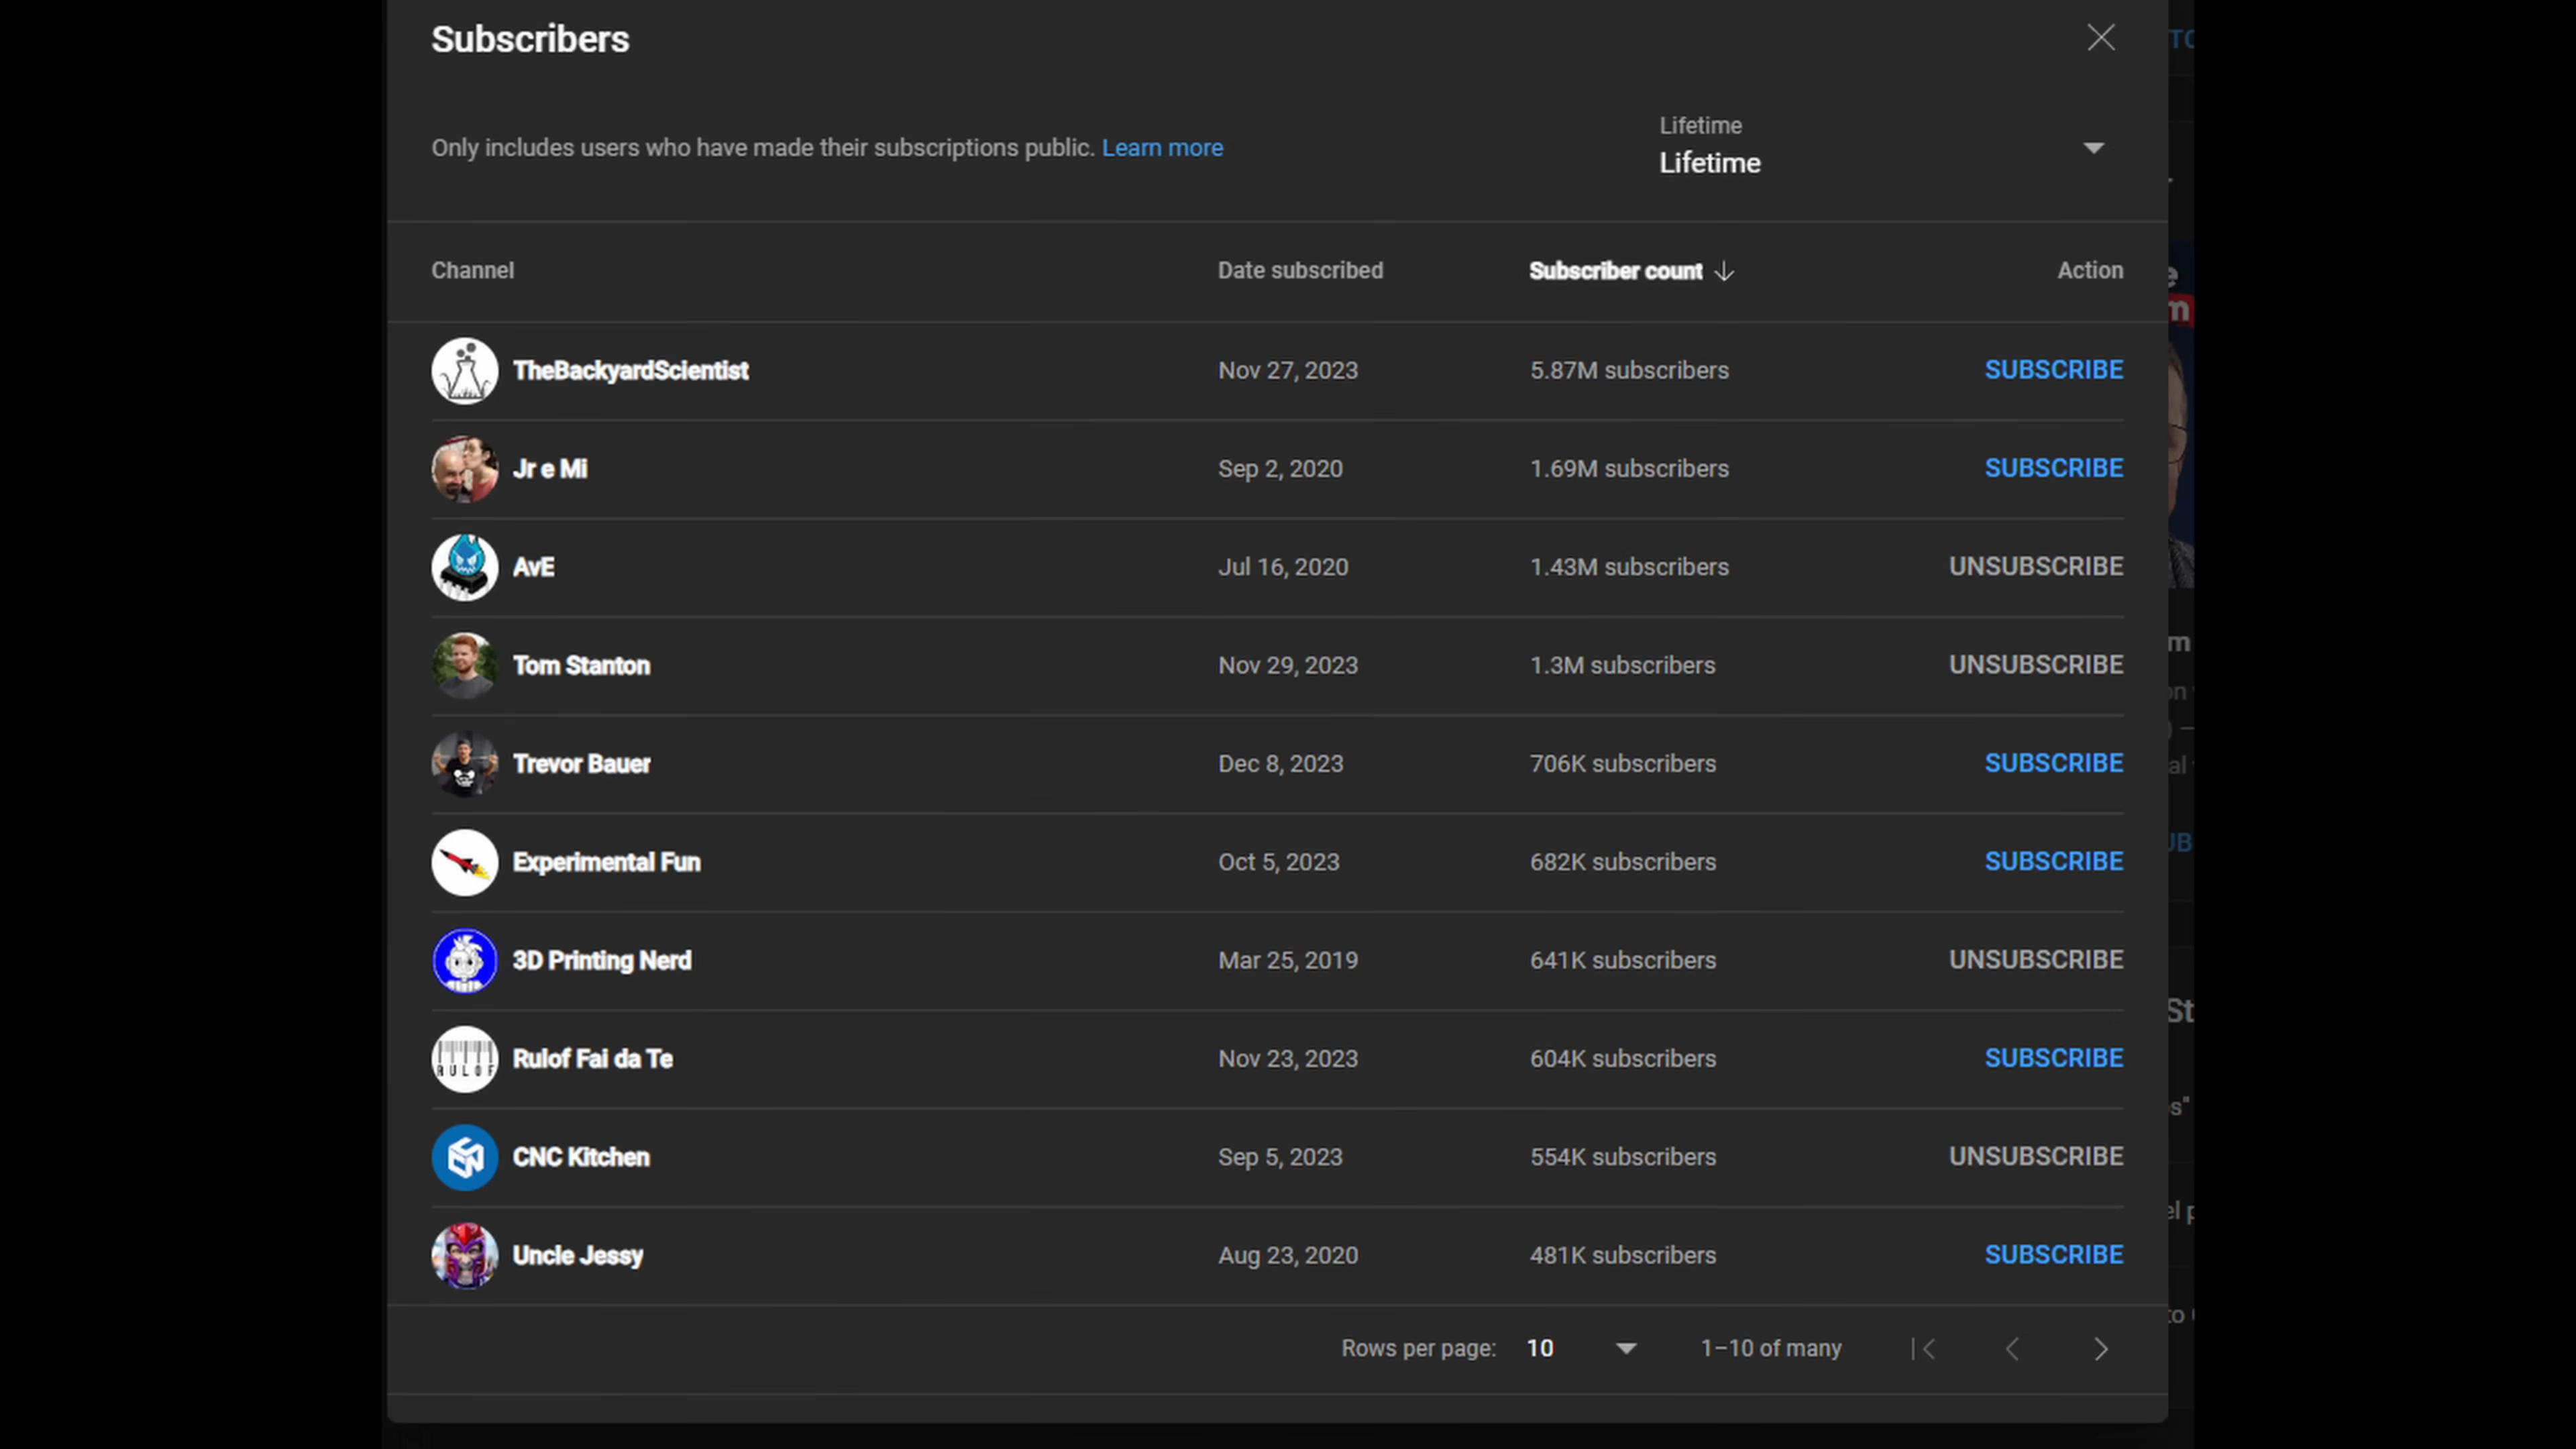 Subscribers
Only includes users who have made their subscriptions public. Learn more
Lifetime
Lifetime
Channel Date subscribed Subscriber count Action
TheBackyardScientist Nov 27, 2023 5.87M subscribers SUBSCRIBE
Jr e Mi Sep 2, 2020 1.69M subscribers SUBSCRIBE
AvE Jul 16, 2020 1.43M subscribers UNSUBSCRIBE
Tom Stanton Nov 29, 2023 1.3M subscribers UNSUBSCRIBE
Trevor Bauer Dec 8, 2023 706K subscribers SUBSCRIBE
Experimental Fun Oct 5, 2023 682K subscribers SUBSCRIBE
3D Printing Nerd Mar 25, 2019 641K subscribers UNSUBSCRIBE
RULOF
Rulof Fai da Te Nov 23, 2023 604K subscribers SUBSCRIBE
CNC Kitchen Sep 5, 2023 554K subscribers UNSUBSCRIBE
Uncle Jessy Aug 23, 2020 481K subscribers SUBSCRIBE
Rows per page: 10 1–10 of many